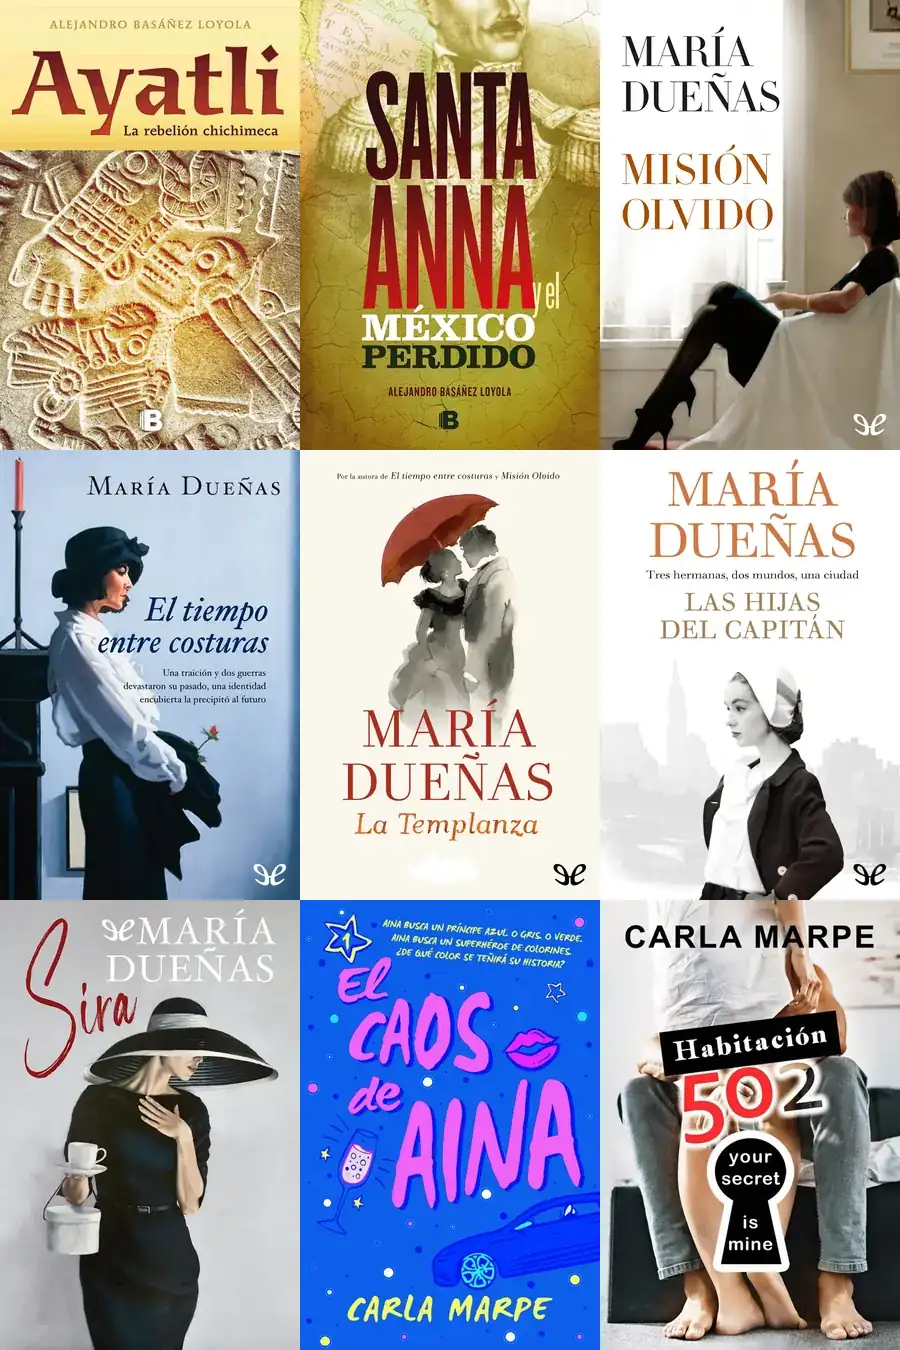 ALEJANDRO BASÁÑEZ LOYOLA
Ayatli
La rebelión chichimeca
B
SANTA
ANNA
y el
MÉXICO
PERDIDO
ALEJANDRO BASÁÑEZ LOYOLA
B
MARÍA
DUEÑAS
MISIÓN
OLVIDO
MARÍA DUEÑAS
El tiempo
entre costuras
Una traición y dos guerras
devastaron su pasado, una identidad
encubierta la precipitó al futuro
Por la autora de El tiempo entre costuras y Misión Olvido
MARÍA
DUEÑAS
La Templanza
MARÍA
DUEÑAS
Tres hermanas, dos mundos, una ciudad
LAS HIJAS
DEL CAPITÁN
MARÍA
DUEÑAS
Sira
1
AINA BUSCA UN PRÍNCIPE AZUL. O GRIS. O VERDE.
AINA BUSCA UN SUPERHÉROE DE COLORINES.
¿DE QUÉ COLOR SE TEÑIRÁ SU HISTORIA?
El
CAOS
de
AINA
CARLA MARPE
CARLA MARPE
Habitación
502
your
secret
is
mine